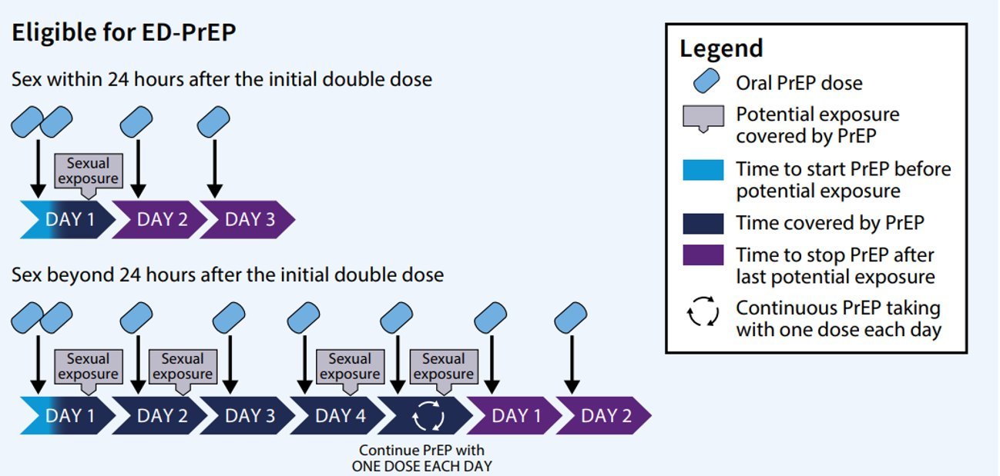 Eligible for ED-PrEP
Sex within 24 hours after the initial double dose
Sexual
exposure
DAY 1
DAY 2
DAY 3
Sex beyond 24 hours after the initial double dose
Sexual
exposure
Sexual
exposure
Sexual
exposure
Sexual
exposure
DAY 1
DAY 2
DAY 3
DAY 4
DAY 1
DAY 2
Continue PrEP with
ONE DOSE EACH DAY
Legend
Oral PrEP dose
Potential exposure
covered by PrEP
Time to start PrEP before
potential exposure
Time covered by PrEP
Time to stop PrEP after
last potential exposure
Continuous PrEP taking
with one dose each day